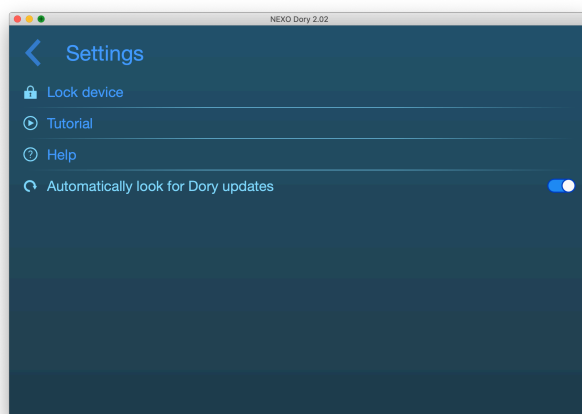 NEXO Dory 2.02
Settings
Lock device
Tutorial
Help
Automatically look for Dory updates